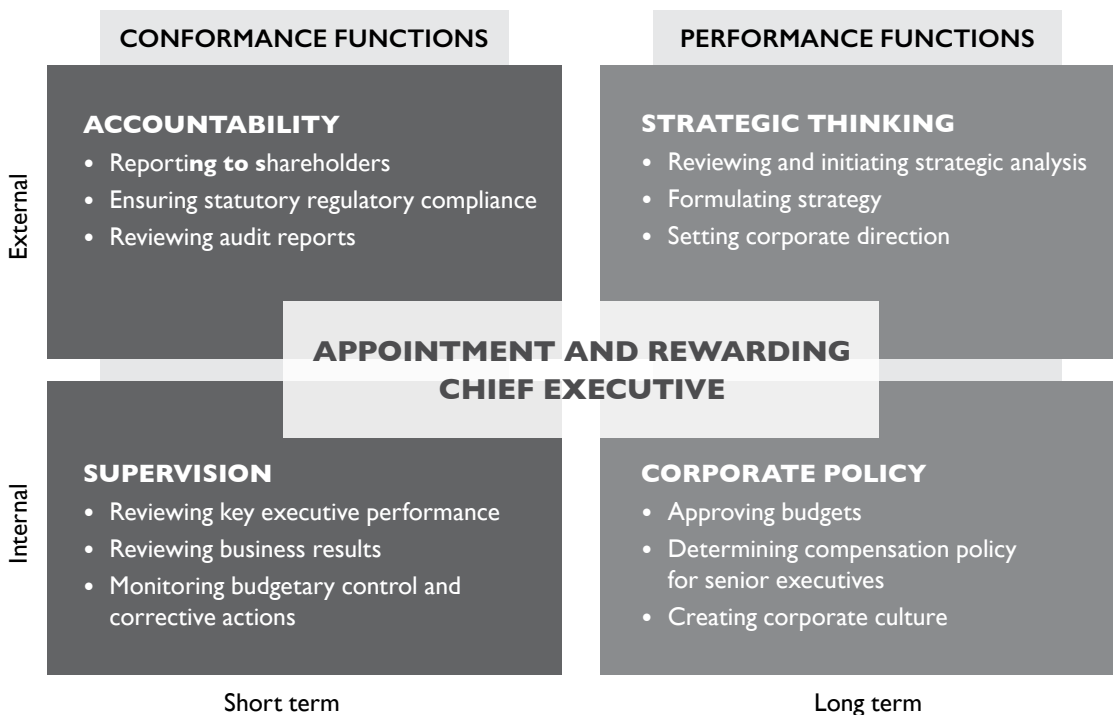 CONFORMANCE FUNCTIONS
PERFORMANCE FUNCTIONS
External
ACCOUNTABILITY
• Reporting to shareholders
• Ensuring statutory regulatory compliance
• Reviewing audit reports
STRATEGIC THINKING
• Reviewing and initiating strategic analysis
• Formulating strategy
• Setting corporate direction
APPOINTMENT AND REWARDING
CHIEF EXECUTIVE
Internal
SUPERVISION
• Reviewing key executive performance
• Reviewing business results
• Monitoring budgetary control and
corrective actions
CORPORATE POLICY
• Approving budgets
• Determining compensation policy
for senior executives
• Creating corporate culture
Short term
Long term